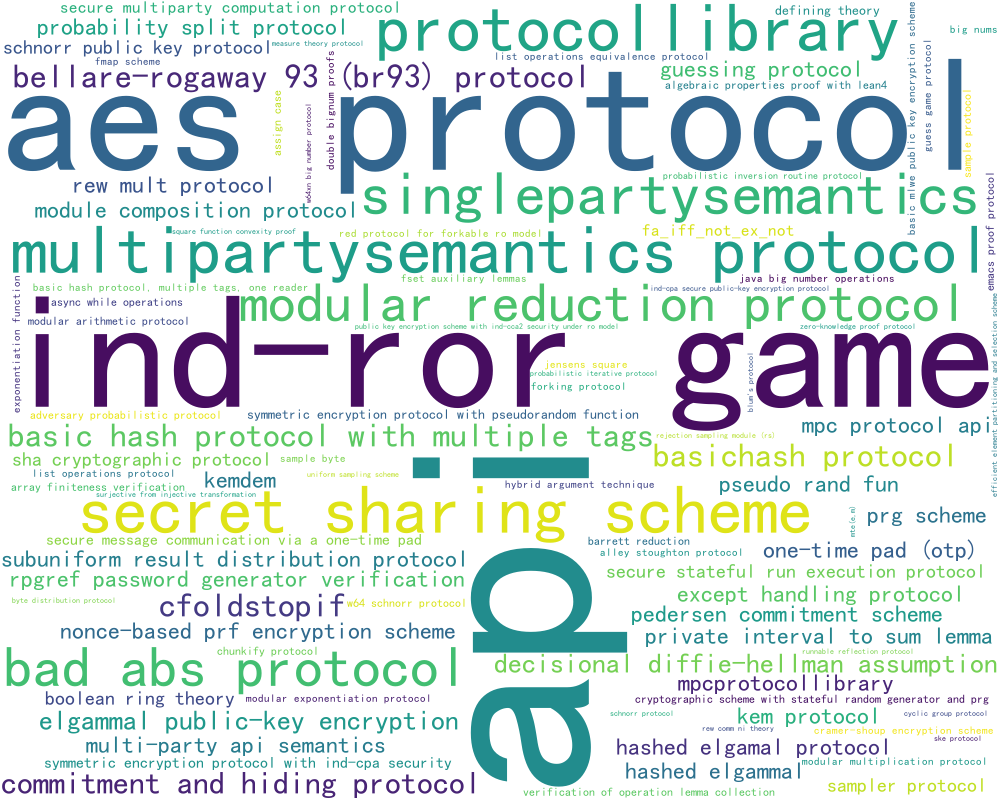 secure multiparty computation protocol
defining theory
probability split protocol
protocollibrary
big nums
schnorr public key protocol
measure theory protocol
list operations equivalence protocol
fmap scheme
bellare-rogaway 93 (br93) protocol
guessing protocol
algebraic properties proof with lean4
aes protocol
assign case
w64xn big number protocol
double bignum proofs
basic mlwe public key encryption scheme
guess game protocol
sample protocol
rew mult protocol
probabilistic inversion routine protocol
singlepartysemantics
emacs proof protocol
module composition protocol
square function convexity proof
red protocol for forkable ro model
fa_iff_not_ex_not
multipartysemantics protocol
fset auxiliary lemmas
java big number operations
basic hash protocol, multiple tags, one reader
ind-cpa secure public-key encryption protocol
async while operations
modular reduction protocol
exponentiation function
modular arithmetic protocol
public key encryption scheme with ind-cca2 security under ro model
zero-knowledge proof protocol
ind-ror game
jensens square
probabilistic iterative protocol
forking protocol
blum's protocol
efficient element partitioning and selection scheme
adversary probabilistic protocol
symmetric encryption protocol with pseudorandom function
mpc protocol api
basic hash protocol with multiple tags
rejection sampling module (rs)
sha cryptographic protocol
sample byte
basichash protocol
list operations protocol
kemdem
uniform sampling scheme
array finiteness verification
hybrid argument technique
pseudo rand fun
surjective from injective transformation
api
secret sharing scheme
mte(e,m)
prg scheme
secure message communication via a one-time pad
barrett reduction
subuniform result distribution protocol
alley stoughton protocol
one-time pad (otp)
rpgref password generator verification
secure stateful run execution protocol
byte distribution protocol
cfoldstopif
w64 schnorr protocol
except handling protocol
pedersen commitment scheme
nonce-based prf encryption scheme
private interval to sum lemma
chunkify protocol
runnable reflection protocol
bad abs protocol
decisional diffie-hellman assumption
mpcprotocollibrary
boolean ring theory
modular exponentiation protocol
cryptographic scheme with stateful random generator and prg
elgammal public-key encryption
schnorr protocol
kem protocol
cyclic group protocol
rew comm ni theory
cramer-shoup encryption scheme
multi-party api semantics
hashed elgamal protocol
ske protocol
symmetric encryption protocol with ind-cpa security
hashed elgammal
modular multiplication protocol
commitment and hiding protocol
sampler protocol
verification of operation lemma collection